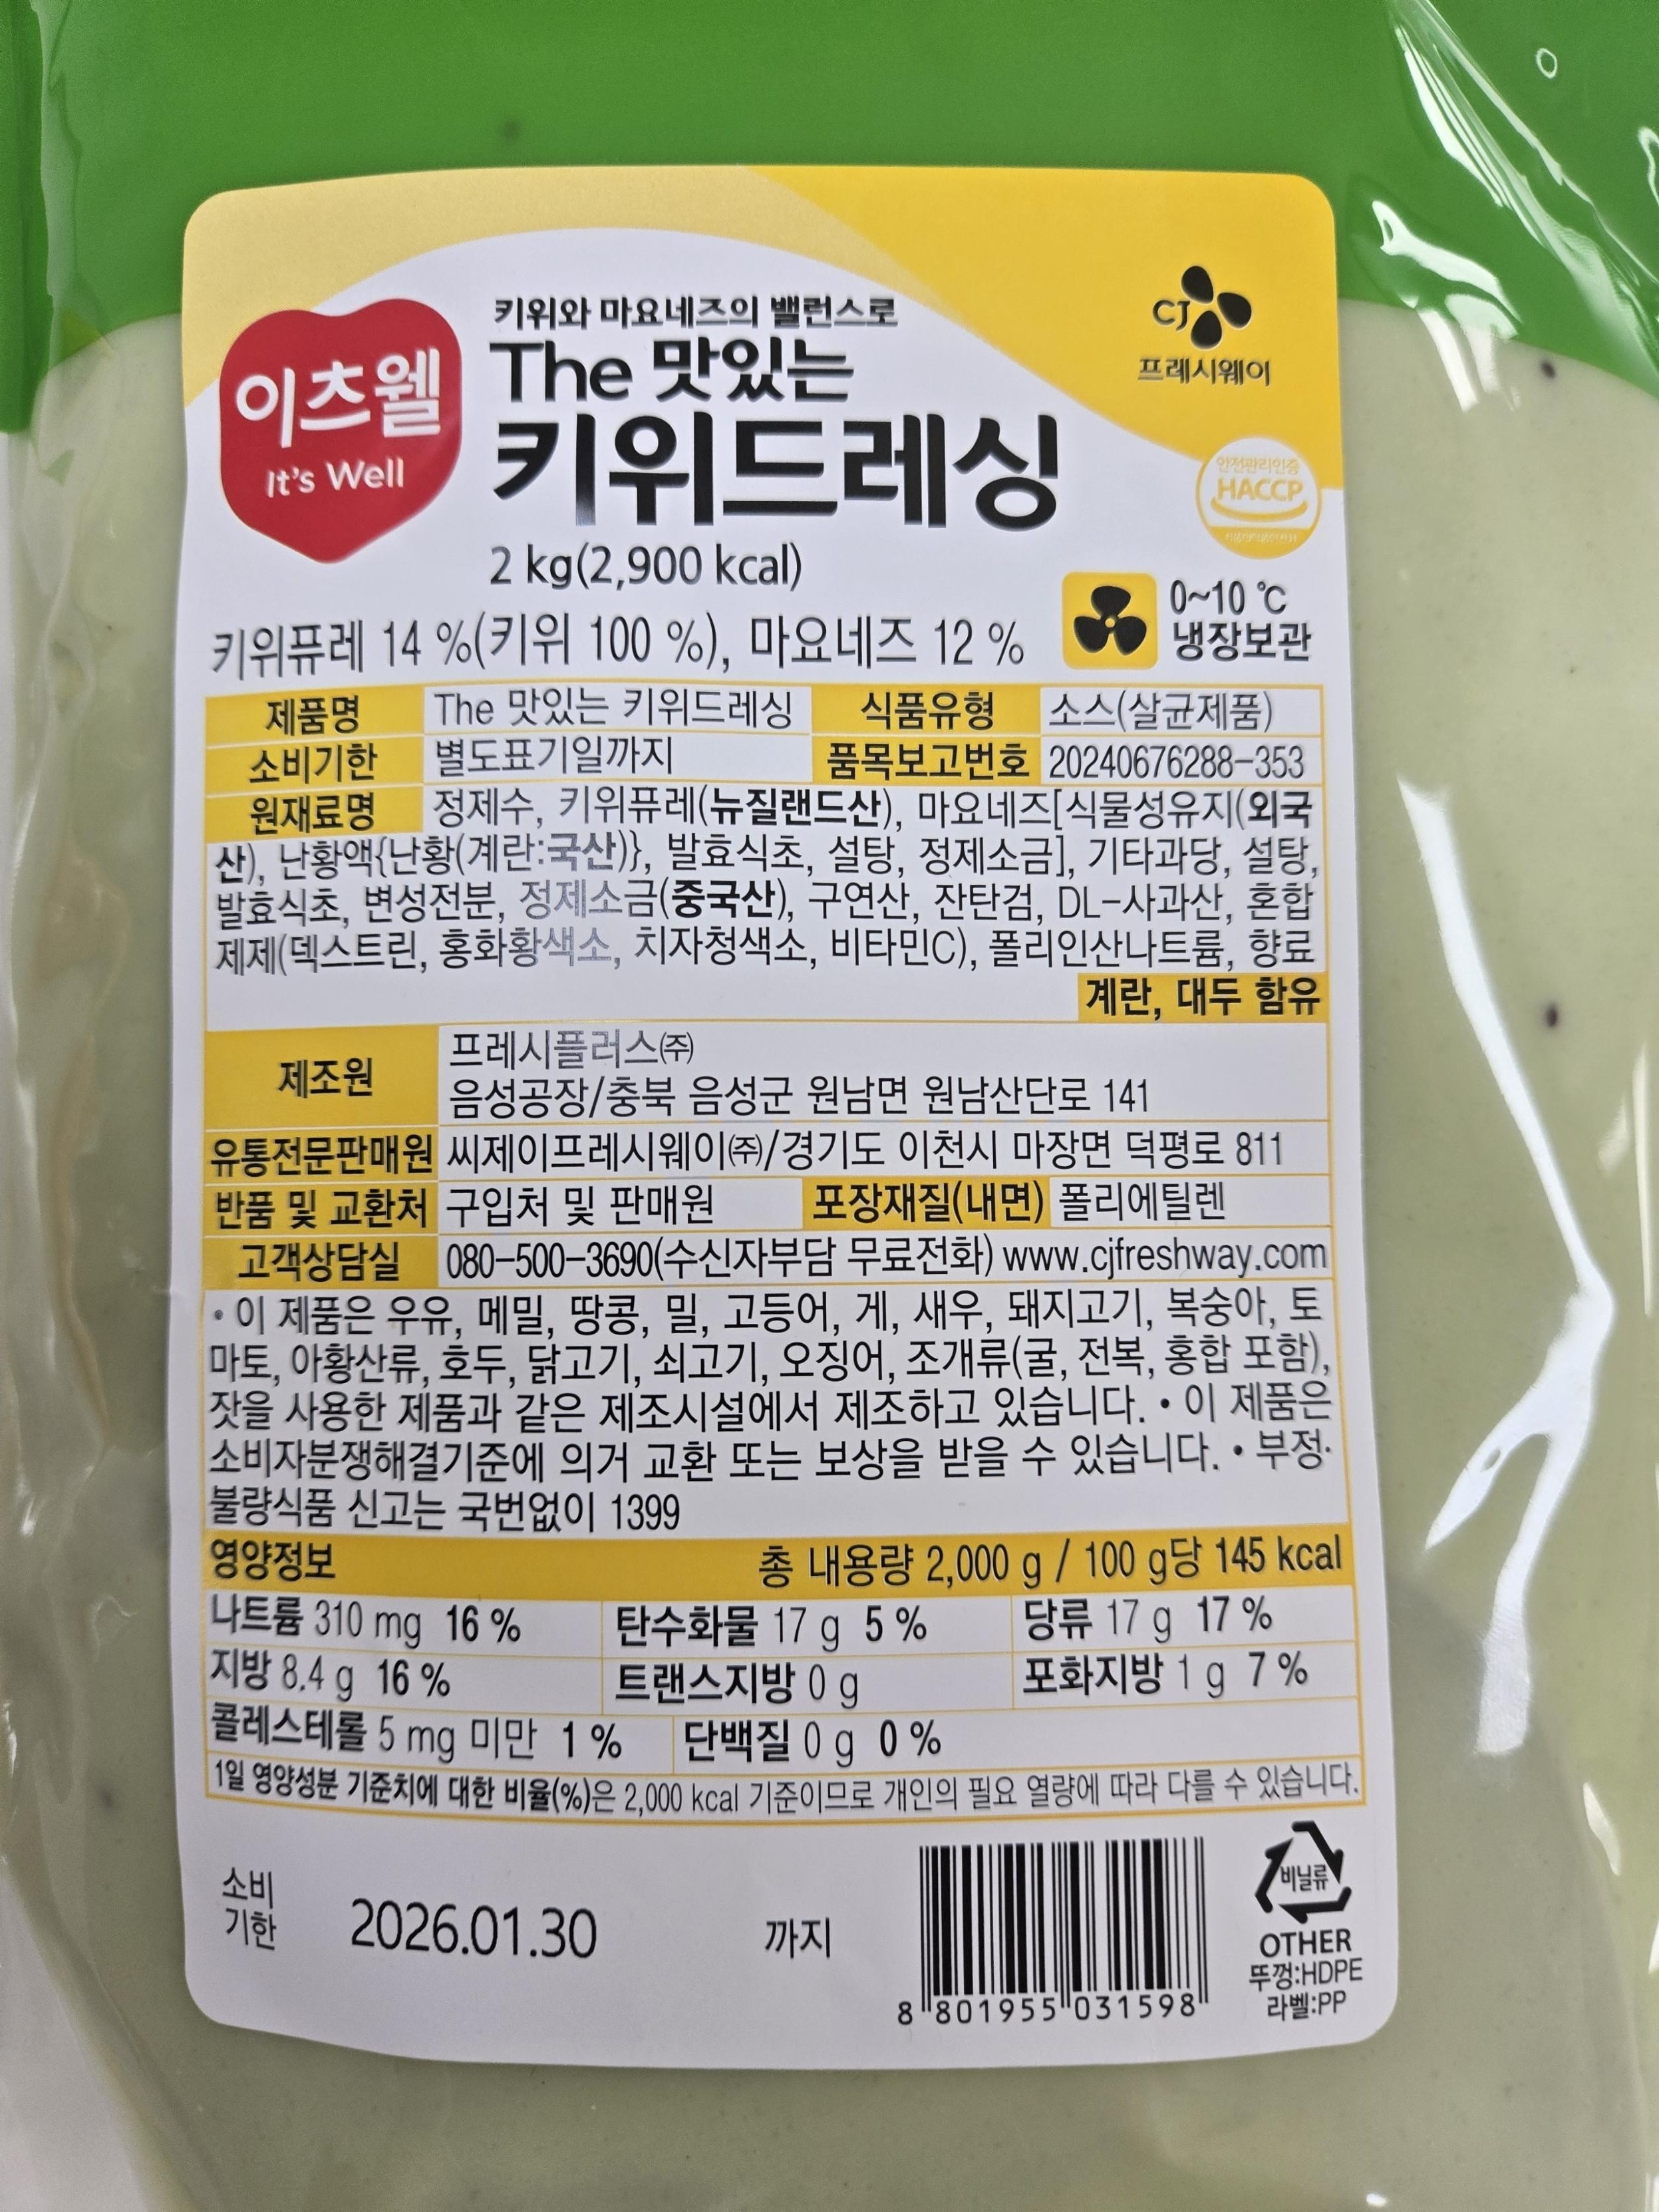 키위와 마요네즈의 밸런스로
The 맛있는
키위드레싱
이츠웰
It's Well
CJ
프레시웨이
안전관리인증
HACCP
2 kg(2,900 kcal)
0~10 ℃
냉장보관
키위퓨레 14 %(키위 100 %), 마요네즈 12 %
제품명 The 맛있는 키위드레싱 식품유형 소스(살균제품)
소비기한 별도표기일까지 품목보고번호 20240676288-353
원재료명 정제수, 키위퓨레(뉴질랜드산), 마요네즈[식물성유지(외국
산), 난황액{난황(계란:국산)}, 발효식초, 설탕, 정제소금], 기타과당, 설탕,
발효식초, 변성전분, 정제소금(중국산), 구연산, 잔탄검, DL-사과산, 혼합
제제(덱스트린, 홍화황색소, 치자청색소, 비타민C), 폴리인산나트륨, 향료
계란, 대두 함유
제조원 프레시플러스㈜
음성공장/충북 음성군 원남면 원남산단로 141
유통전문판매원 씨제이프레시웨이㈜/경기도 이천시 마장면 덕평로 811
반품 및 교환처 구입처 및 판매원 포장재질(내면) 폴리에틸렌
고객상담실 080-500-3690(수신자부담 무료전화) www.cjfreshway.com
• 이 제품은 우유, 메밀, 땅콩, 밀, 고등어, 게, 새우, 돼지고기, 복숭아, 토
마토, 아황산류, 호두, 닭고기, 쇠고기, 오징어, 조개류(굴, 전복, 홍합 포함),
잣을 사용한 제품과 같은 제조시설에서 제조하고 있습니다. • 이 제품은
소비자분쟁해결기준에 의거 교환 또는 보상을 받을 수 있습니다. • 부정·
불량식품 신고는 국번없이 1399
영양정보 총 내용량 2,000 g / 100 g당 145 kcal
나트륨 310 mg 16 % 탄수화물 17 g 5 % 당류 17 g 17 %
지방 8.4 g 16 % 트랜스지방 0 g 포화지방 1 g 7 %
콜레스테롤 5 mg 미만 1 % 단백질 0 g 0 %
1일 영양성분 기준치에 대한 비율(%)은 2,000 kcal 기준이므로 개인의 필요 열량에 따라 다를 수 있습니다.
소비
기한 2026.01.30 까지
8 801955 031598
비닐류
OTHER
뚜껑:HDPE
라벨:PP